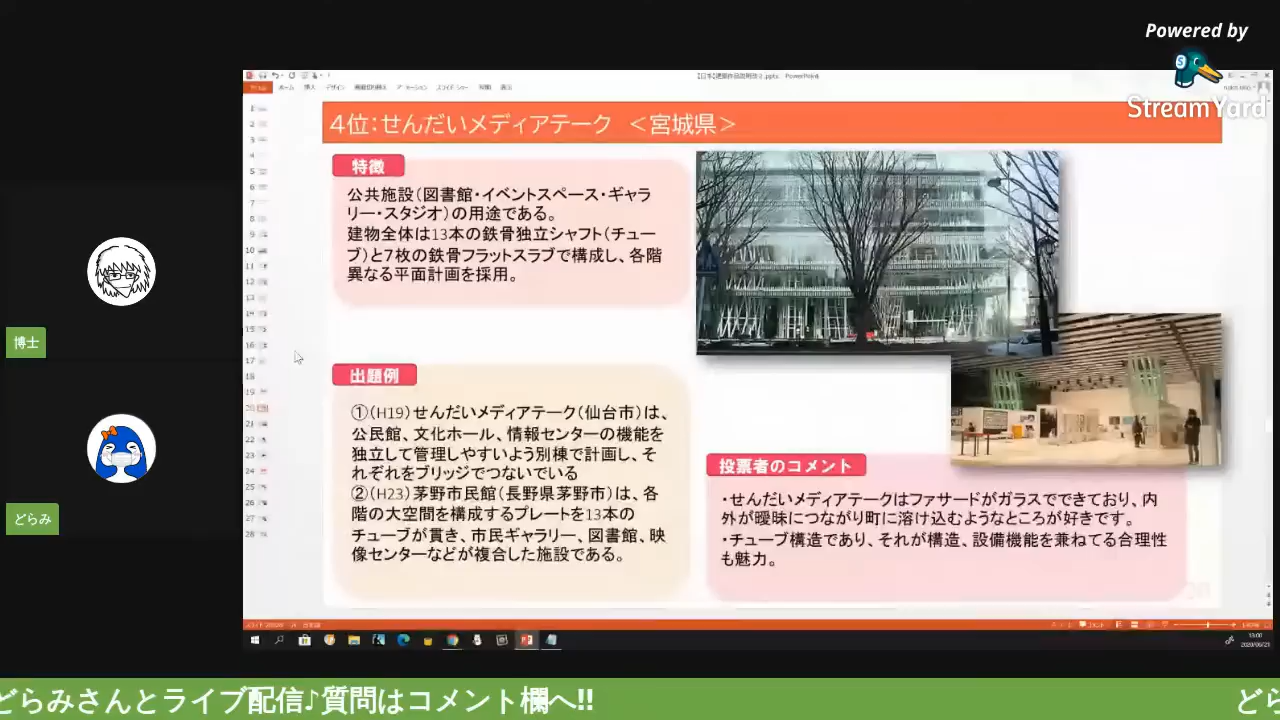 Powered by
StreamYard
ホーム 挿入 デザイン
４位：せんだいメディアテーク ＜宮城県＞
特徴
公共施設（図書館・イベントスペース・ギャラ
リー・スタジオ）の用途である。
建物全体は13本の鉄骨独立シャフト（チュー
ブ）と7枚の鉄骨フラットスラブで構成し、各階
異なる平面計画を採用。
出題例
①（H19）せんだいメディアテーク（仙台市）は、
公民館、文化ホール、情報センターの機能を
独立して管理しやすいよう別棟で計画し、そ
れぞれをブリッジでつないでいる
②（H23）茅野市民館（長野県茅野市）は、各
階の大空間を構成するプレートを13本の
チューブが貫き、市民ギャラリー、図書館、映
像センターなどが複合した施設である。
投票者のコメント
・せんだいメディアテークはファサードがガラスでできており、内
外が曖昧につながり町に溶け込むようなところが好きです。
・チューブ構造であり、それが構造、設備機能を兼ねてる合理性
も魅力。
博士
どらみ
13:00
2020/06/21
どらみさんとライブ配信♪質問はコメント欄へ!!
どら